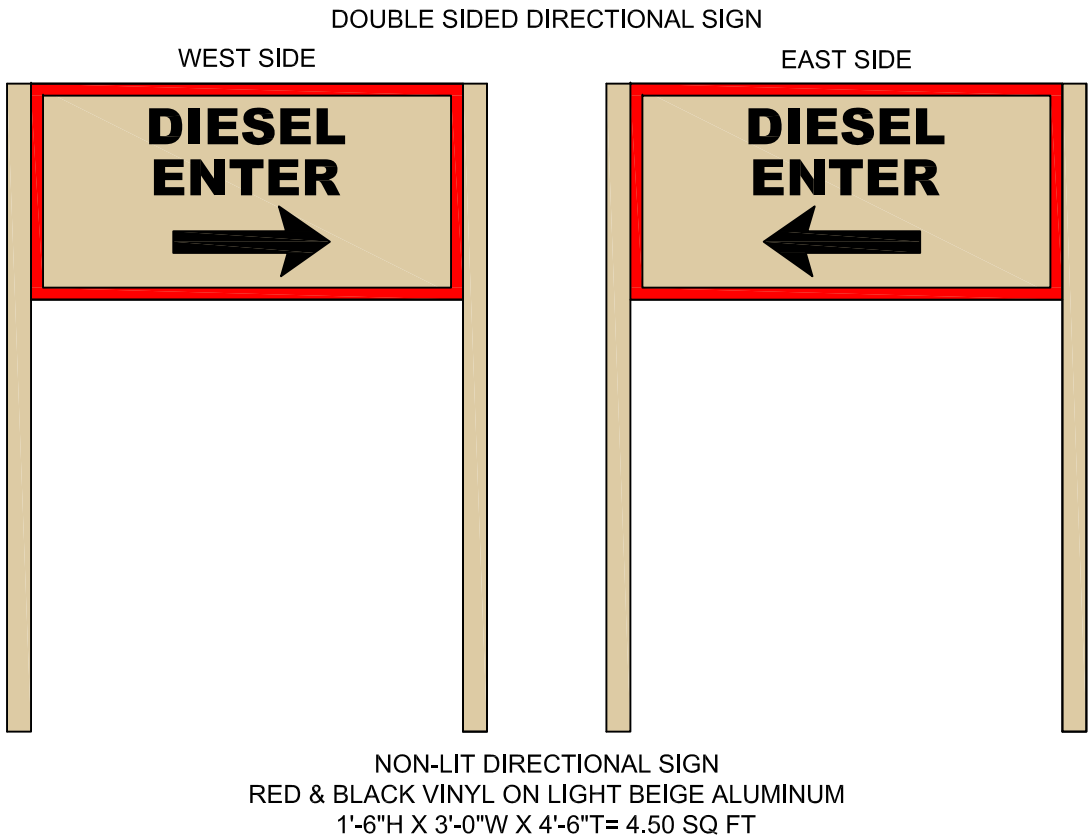 DOUBLE SIDED DIRECTIONAL SIGN
WEST SIDE
DIESEL
ENTER
EAST SIDE
DIESEL
ENTER
NON-LIT DIRECTIONAL SIGN
RED & BLACK VINYL ON LIGHT BEIGE ALUMINUM
1'-6"H X 3'-0"W X 4'-6"T= 4.50 SQ FT